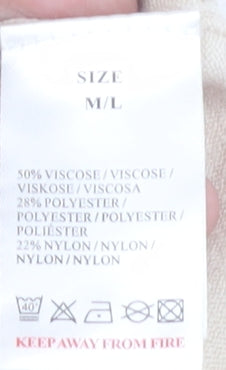 SIZE
M/L
50% VISCOSE / VISCOSE /
VISKOSE / VISCOSA
28% POLYESTER /
POLYESTER / POLYESTER /
POLIÉSTER
22% NYLON / NYLON /
NYLON / NYLON
40°
KEEP AWAY FROM FIRE